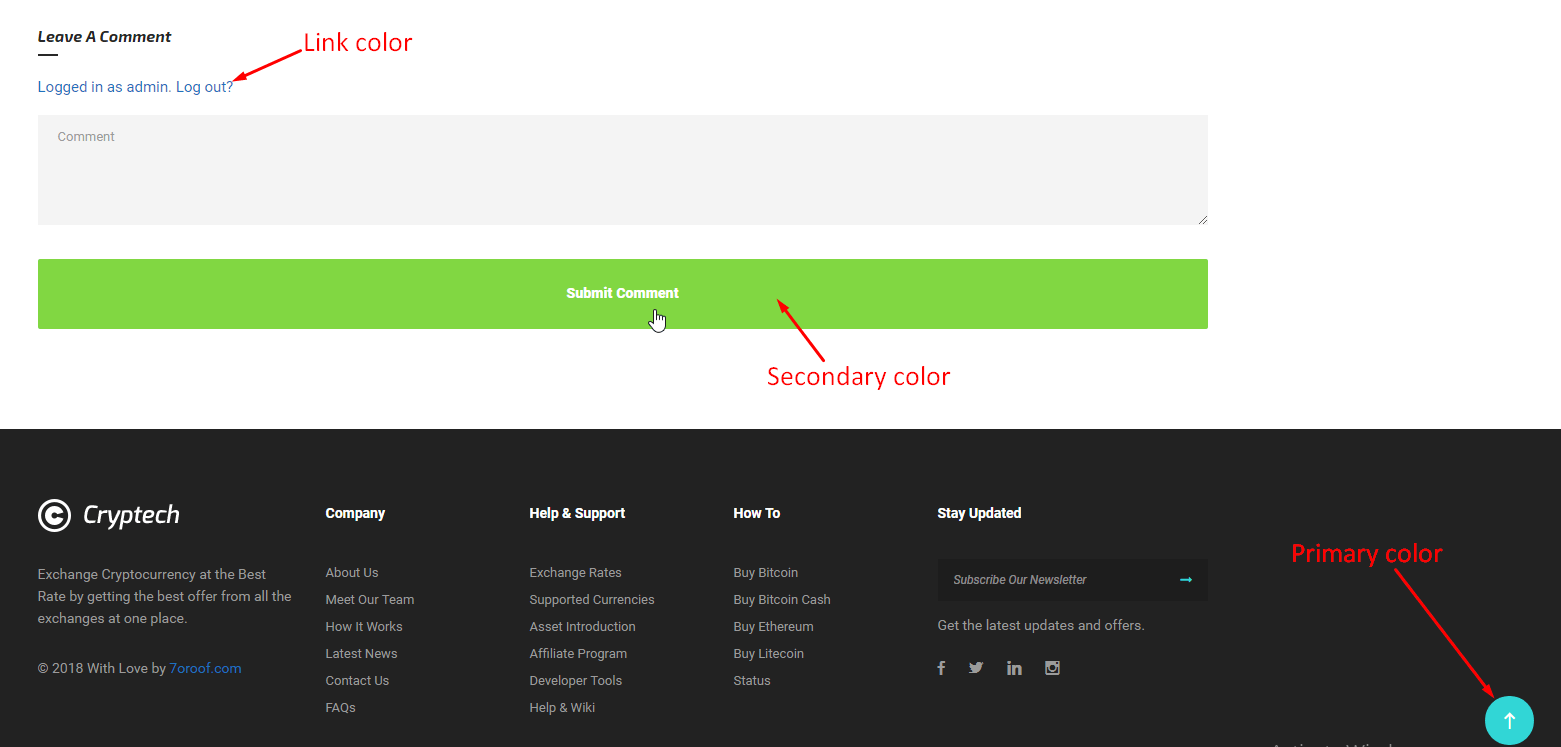 Leave A Comment
Link color
Logged in as admin. Log out?
Comment
Submit Comment
Secondary color
Cryptech
Exchange Cryptocurrency at the Best
Rate by getting the best offer from all the
exchanges at one place.
© 2018 With Love by 7oroof.com
Company
About Us
Meet Our Team
How It Works
Latest News
Contact Us
FAQs
Help & Support
Exchange Rates
Supported Currencies
Asset Introduction
Affiliate Program
Developer Tools
Help & Wiki
How To
Buy Bitcoin
Buy Bitcoin Cash
Buy Ethereum
Buy Litecoin
Status
Stay Updated
Subscribe Our Newsletter
Get the latest updates and offers.
Primary color